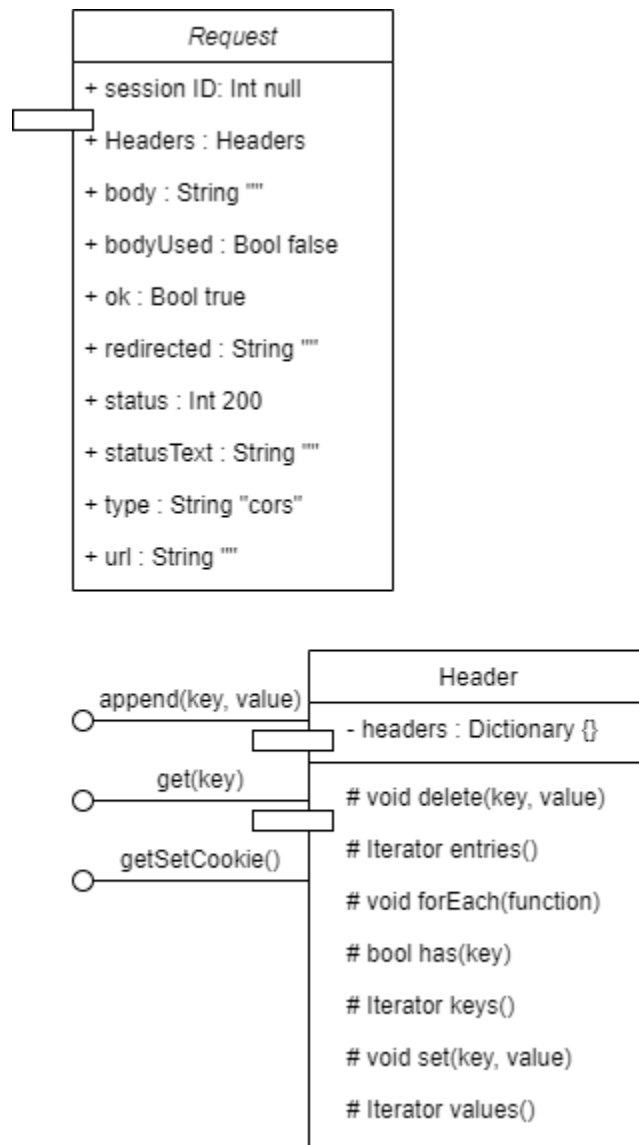 Request
+ session ID: Int null
+ Headers : Headers
+ body : String ""
+ bodyUsed : Bool false
+ ok : Bool true
+ redirected : String ""
+ status : Int 200
+ statusText : String ""
+ type : String "cors"
+ url : String ""
append(key, value)
get(key)
getSetCookie()
Header
- headers : Dictionary {}
# void delete(key, value)
# Iterator entries()
# void forEach(function)
# bool has(key)
# Iterator keys()
# void set(key, value)
# Iterator values()